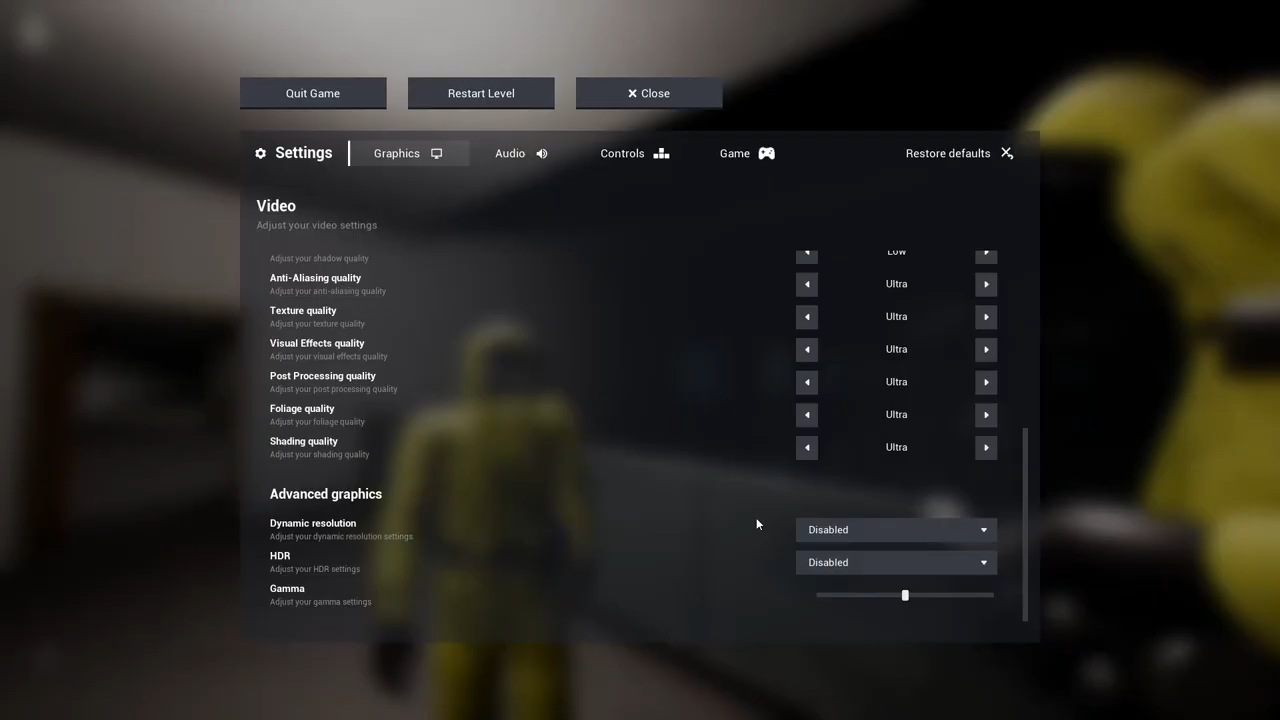 Quit Game Restart Level Close
Settings Graphics Audio Controls Game Restore defaults
Video
Adjust your video settings
Adjust your shadow quality Low
Anti-Aliasing quality
Adjust your anti-aliasing quality
Ultra
Texture quality
Adjust your texture quality
Ultra
Visual Effects quality
Adjust your visual effects quality
Ultra
Post Processing quality
Adjust your post processing quality
Ultra
Foliage quality
Adjust your foliage quality
Ultra
Shading quality
Adjust your shading quality
Ultra
Advanced graphics
Dynamic resolution
Adjust your dynamic resolution settings
Disabled
HDR
Adjust your HDR settings
Disabled
Gamma
Adjust your gamma settings